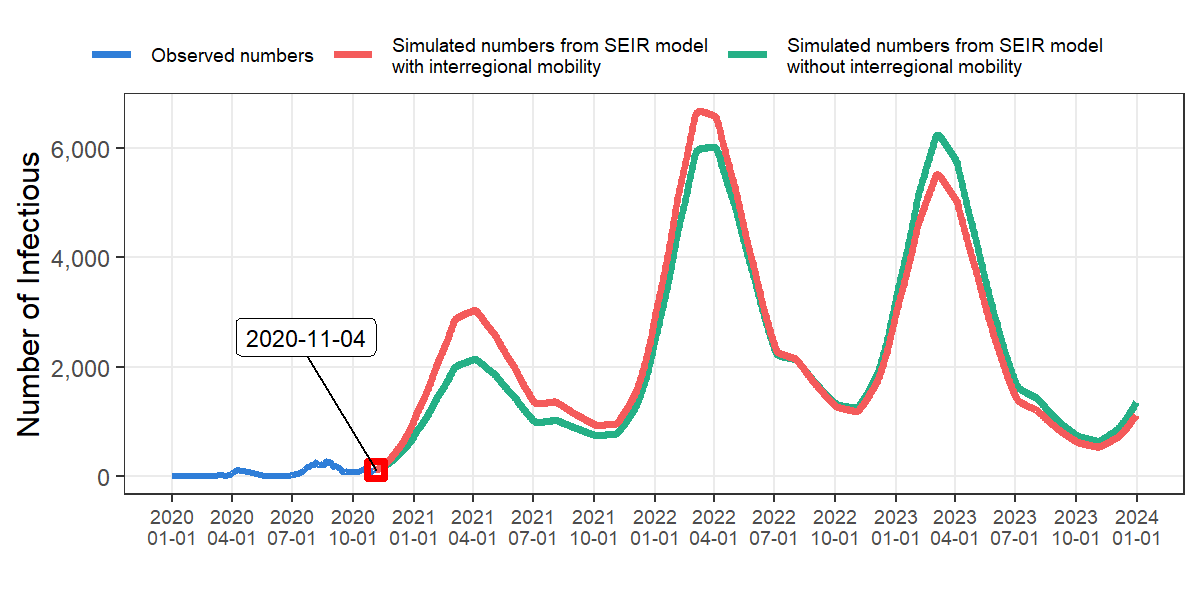 Observed numbers
Simulated numbers from SEIR model
with interregional mobility
Simulated numbers from SEIR model
without interregional mobility
Number of Infectious
6,000
4,000
2,000
0
2020-11-04
2020 2020 2020 2020 2021 2021 2021 2021 2022 2022 2022 2022 2023 2023 2023 2023 2024
01-01 04-01 07-01 10-01 01-01 04-01 07-01 10-01 01-01 04-01 07-01 10-01 01-01 04-01 07-01 10-01 01-01